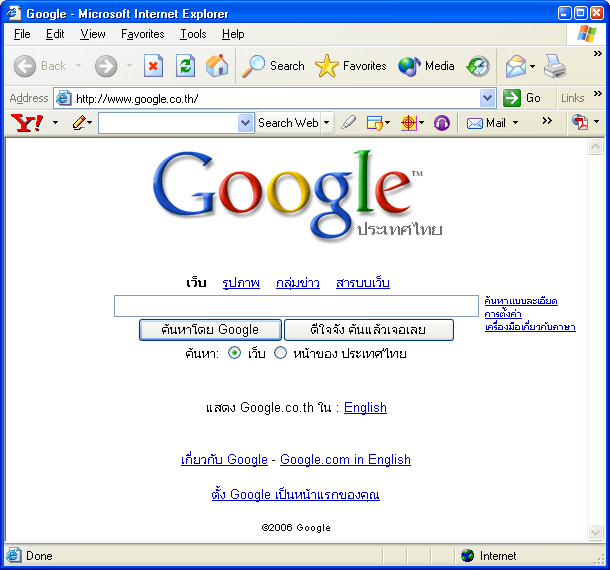 Google - Microsoft Internet Explorer
File Edit View Favorites Tools Help
Back Search Favorites Media
Address http://www.google.co.th/ Go Links
Y! Search Web Mail
Google™
ประเทศไทย
เว็บ รูปภาพ กลุ่มข่าว สารบบเว็บ
ค้นหาแบบละเอียด
การตั้งค่า
เครื่องมือเกี่ยวกับภาษา
ค้นหาโดย Google ดีใจจัง ค้นแล้วเจอเลย
ค้นหา: เว็บ หน้าของ ประเทศไทย
แสดง Google.co.th ใน : English
เกี่ยวกับ Google - Google.com in English
ตั้ง Google เป็นหน้าแรกของคุณ
©2006 Google
Done Internet